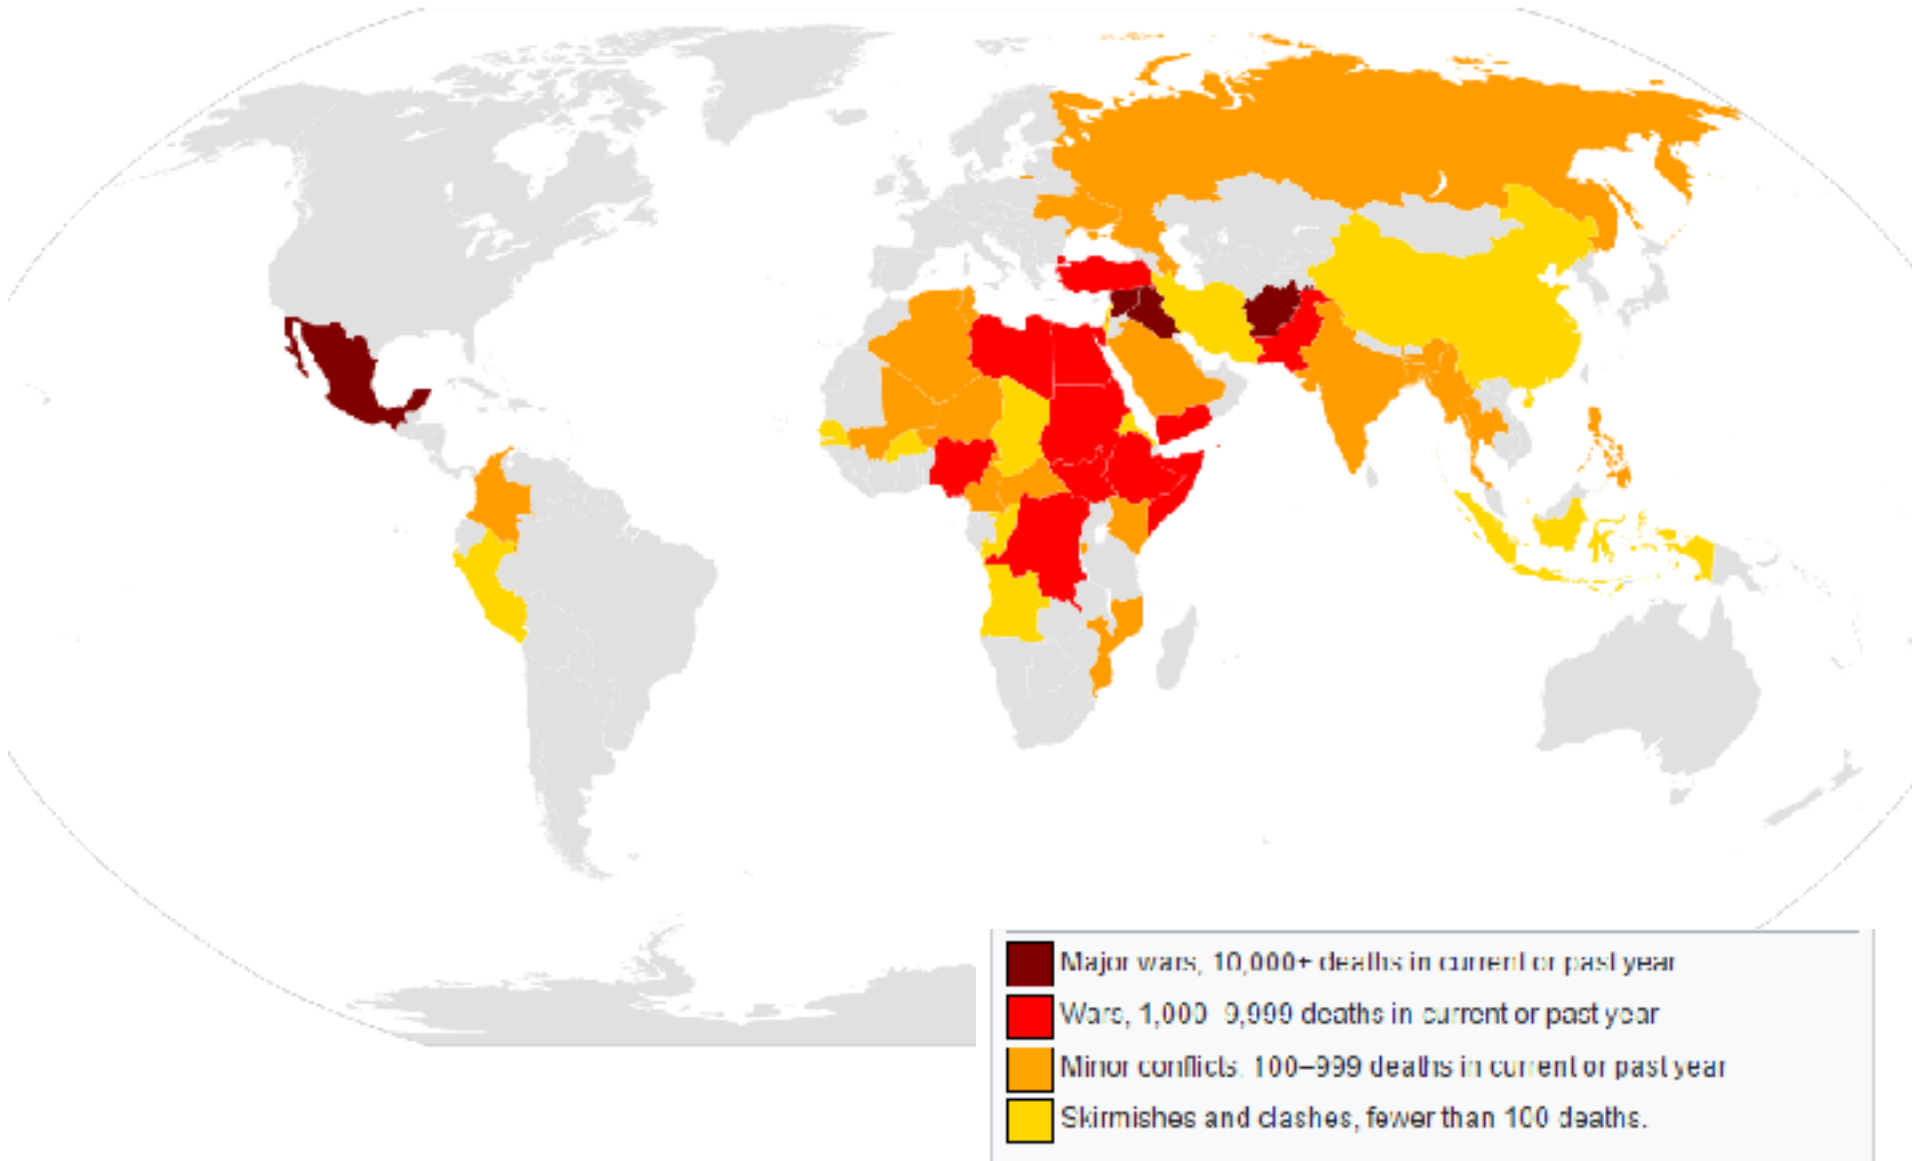 Major wars, 10,000+ deaths in current or past year
Wars, 1,000–9,999 deaths in current or past year
Minor conflicts, 100–999 deaths in current or past year
Skirmishes and clashes, fewer than 100 deaths.